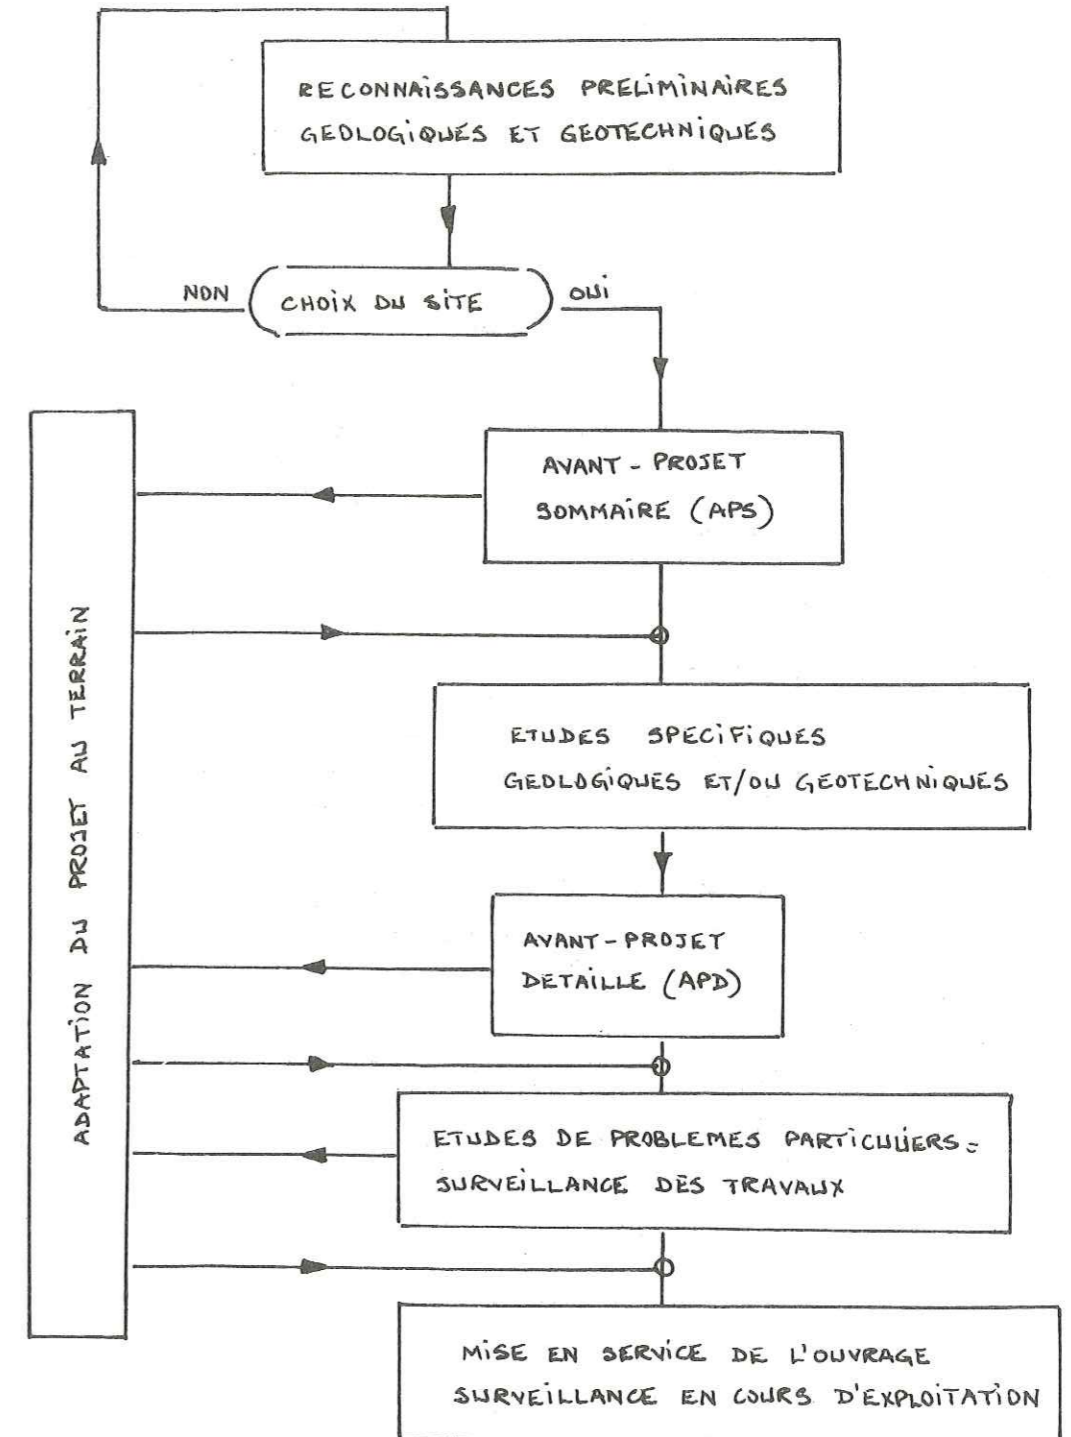 RECONNAISSANCES PRELIMINAIRES
GEOLOGIQUES ET GEOTECHNIQUES
NON
CHOIX DU SITE
OUI
AVANT-PROJET
SOMMAIRE (APS)
ADAPTATION DU PROJET AU TERRAIN
ETUDES SPECIFIQUES
GEOLOGIQUES ET/OU GEOTECHNIQUES
AVANT-PROJET
DETAILLE (APD)
ETUDES DE PROBLEMES PARTICULIERS =
SURVEILLANCE DES TRAVAUX
MISE EN SERVICE DE L'OUVRAGE
SURVEILLANCE EN COURS D'EXPLOITATION